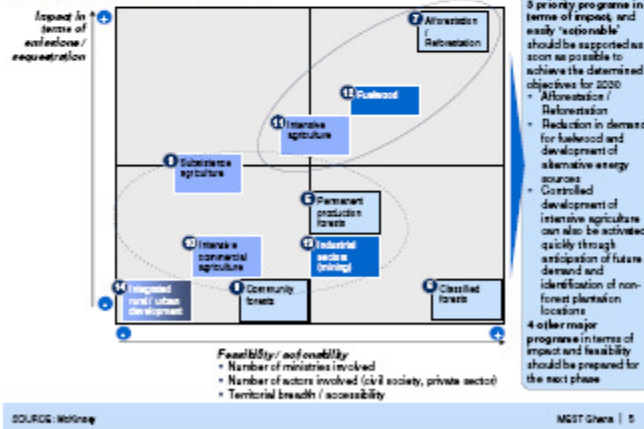 Impact in
terms of
emissions /
sequestration
+
7 Afforestation
/
Reforestation
12 Fuelwood
11 Intensive
agriculture
Subsistence
agriculture
Permanent
production
forests
10 Intensive
commercial
agriculture
Industrial
sectors
(mining)
14 Integrated
rural / urban
development
Community
forests
Classified
forests
-
-
+
Feasibility / actionability
• Number of ministries involved
• Number of actors involved (civil society, private sector)
• Territorial breadth / accessibility
3 priority programs in
terms of impact, and
easily 'actionable'
should be supported as
soon as possible to
achieve the determined
objectives for 2030
• Afforestation /
Reforestation
• Reduction in demand
for fuelwood and
development of
alternative energy
sources
• Controlled
development of
intensive agriculture
can also be activated
quickly through
anticipation of future
demand and
identification of non-
forest plantation
locations
4 other major
programs in terms of
impact and feasibility
should be prepared for
the next phase
SOURCE: McKinsey
MEST Ghana | 5